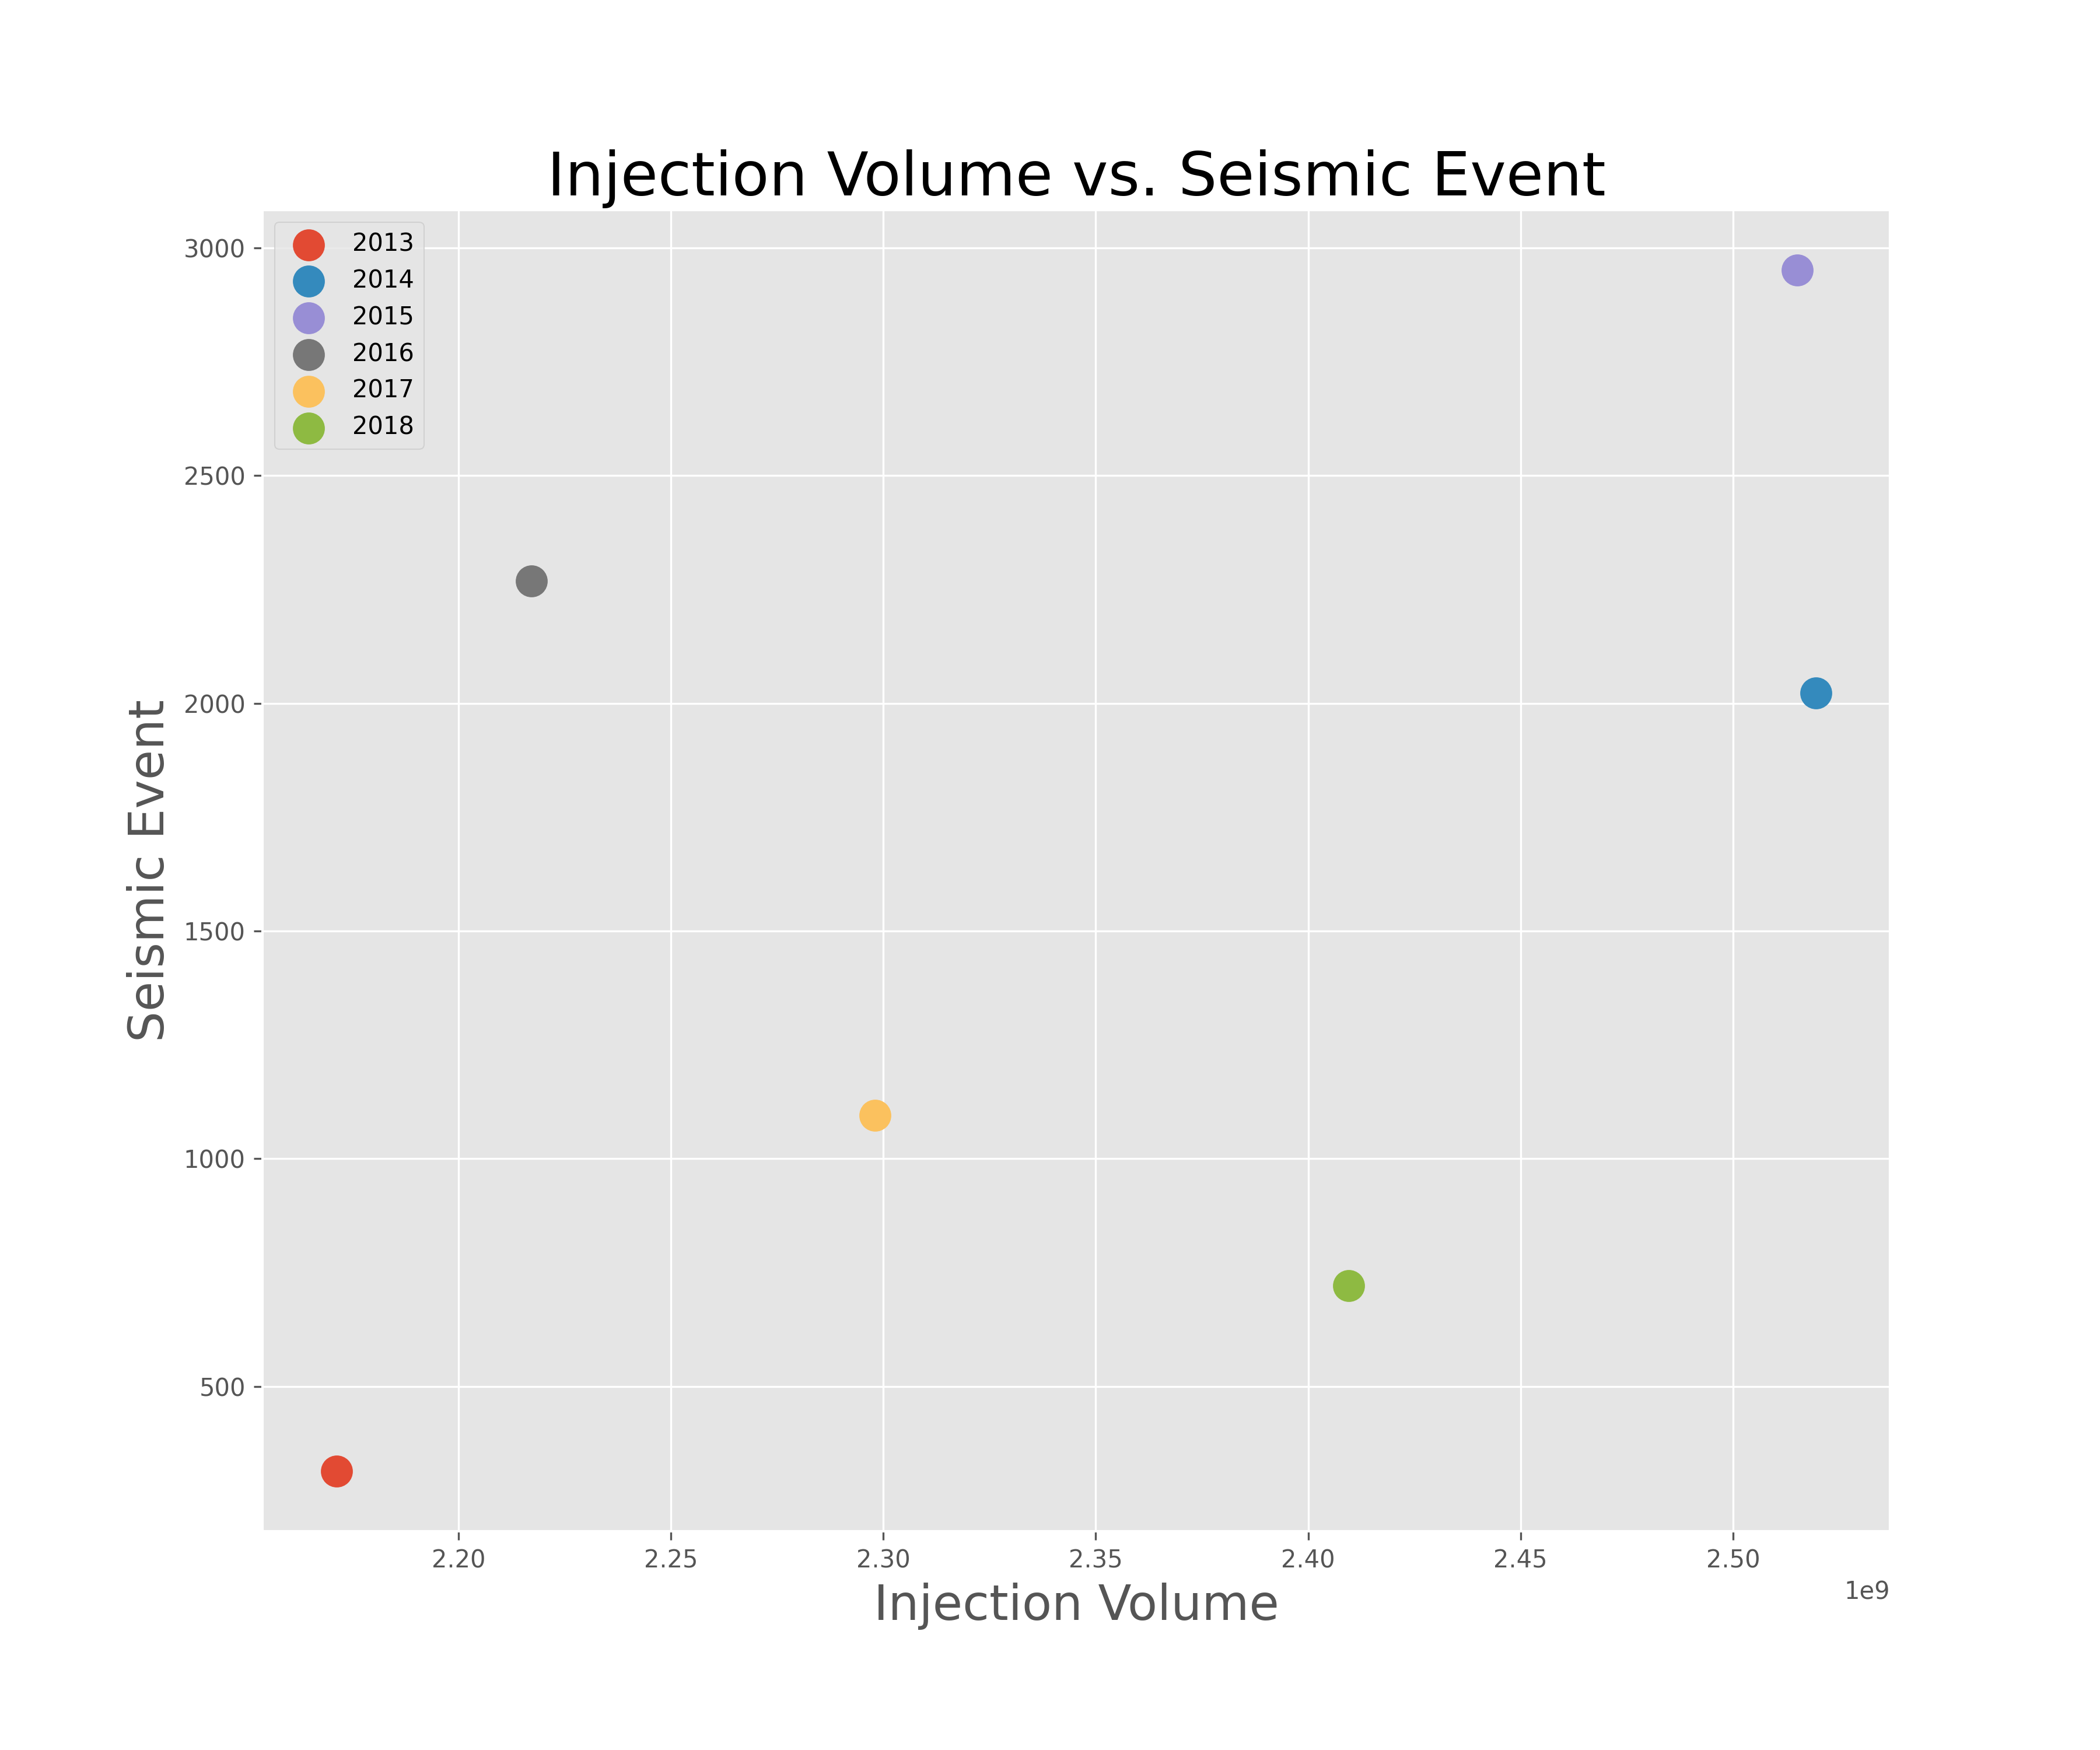 Injection Volume vs. Seismic Event
2013
2014
2015
2016
2017
2018
3000
2500
2000
1500
1000
500
Seismic Event
2.20 2.25 2.30 2.35 2.40 2.45 2.50
1e9
Injection Volume